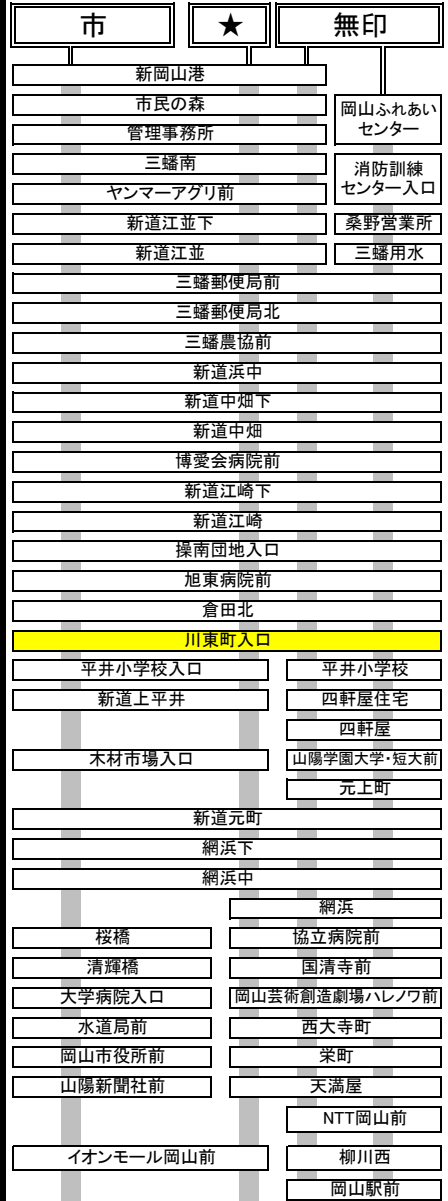 市 ★ 無印
新岡山港
市民の森
岡山ふれあい
センター
管理事務所
三蟠南
消防訓練
センター入口
ヤンマーアグリ前
新道江並下 桑野営業所
新道江並 三蟠用水
三蟠郵便局前
三蟠郵便局北
三蟠農協前
新道浜中
新道中畑下
新道中畑
博愛会病院前
新道江崎下
新道江崎
操南団地入口
旭東病院前
倉田北
川東町入口
平井小学校入口 平井小学校
新道上平井 四軒屋住宅
四軒屋
木材市場入口 山陽学園大学・短大前
元上町
新道元町
網浜下
網浜中
網浜
桜橋 協立病院前
清輝橋 国清寺前
大学病院入口 岡山芸術創造劇場ハレノワ前
水道局前 西大寺町
岡山市役所前 栄町
山陽新聞社前 天満屋
NTT岡山前
イオンモール岡山前 柳川西
岡山駅前